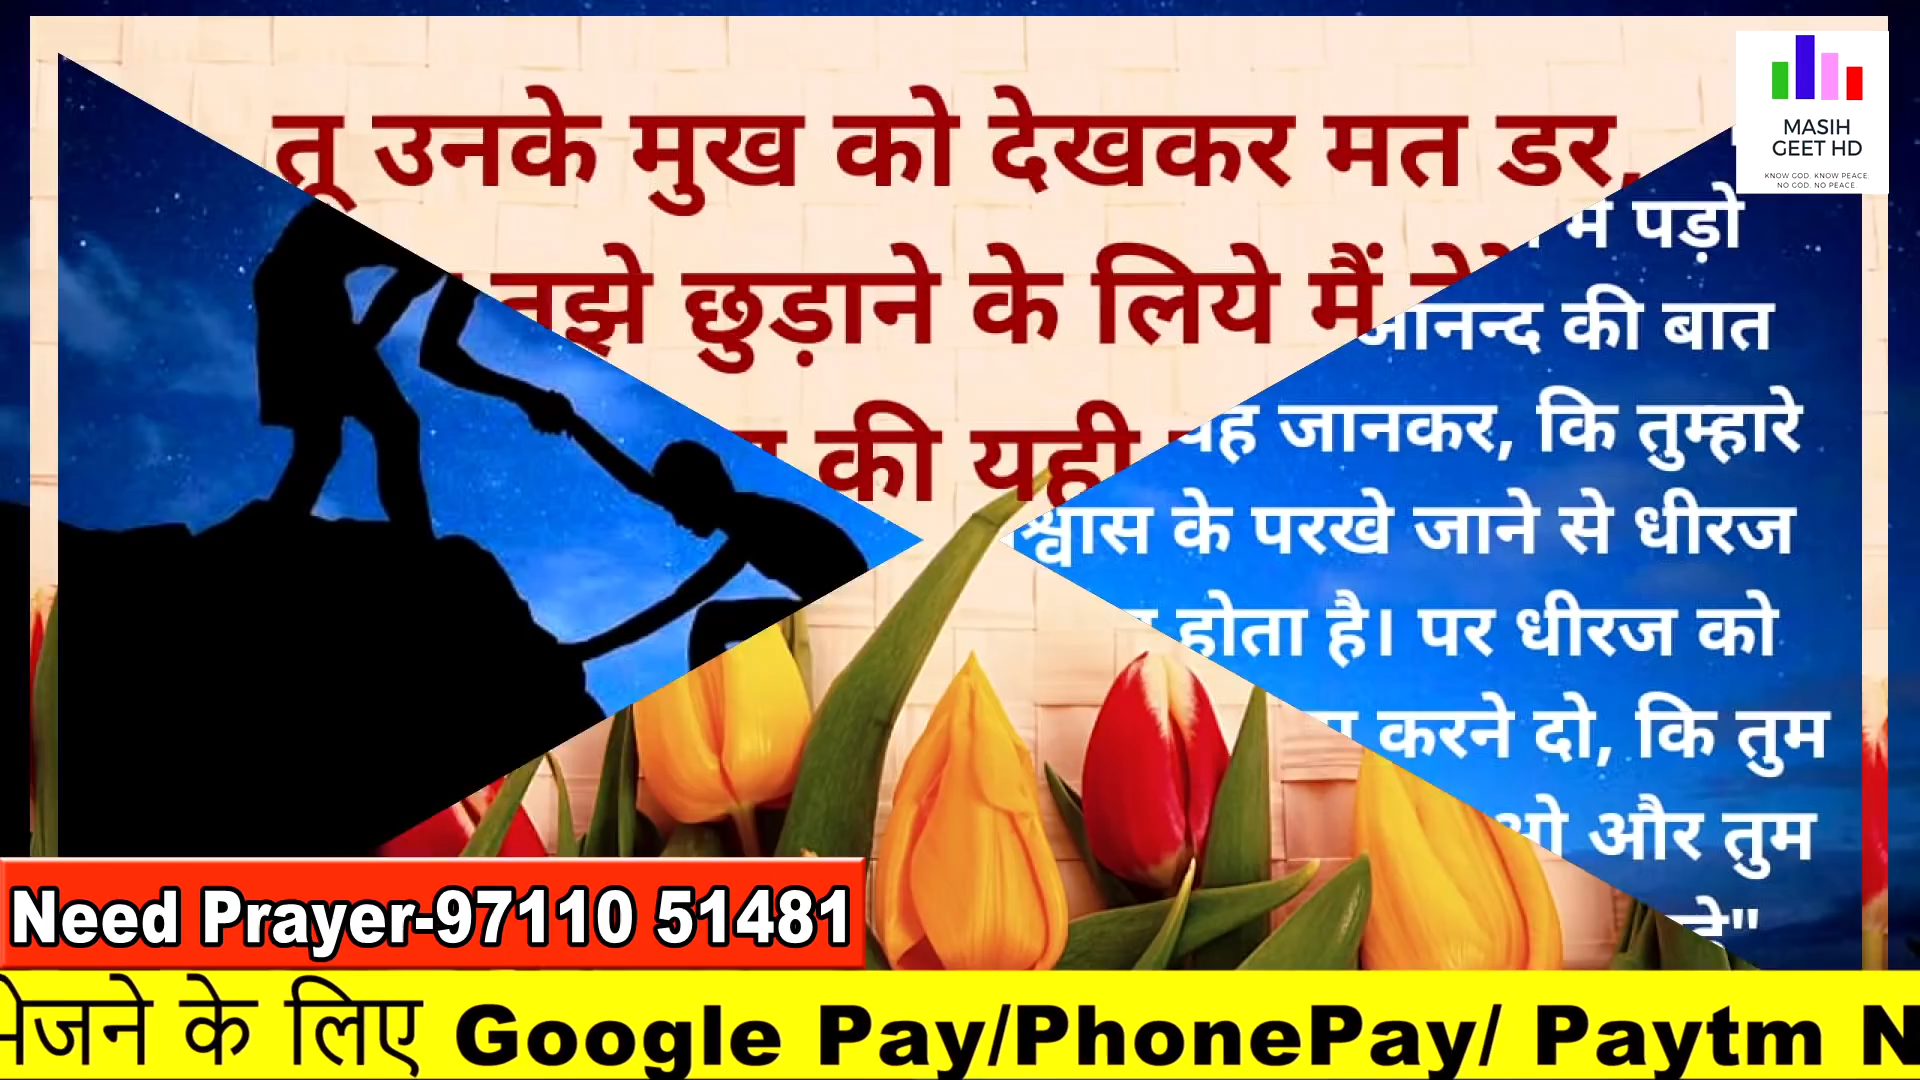 तू उनके मुख को देखकर मत डर,
तुझे छुड़ाने के लिये मैं
की यही
MASIH
GEET HD
KNOW GOD. KNOW PEACE.
NO GOD. NO PEACE.
में पड़ो
आनन्द की बात
यह जानकर, कि तुम्हारे
के परखे जाने से धीरज
होता है। पर धीरज को
करने दो, कि तुम
और तुम
Need Prayer-97110 51481
के लिए Google Pay/PhonePay/ Paytm N